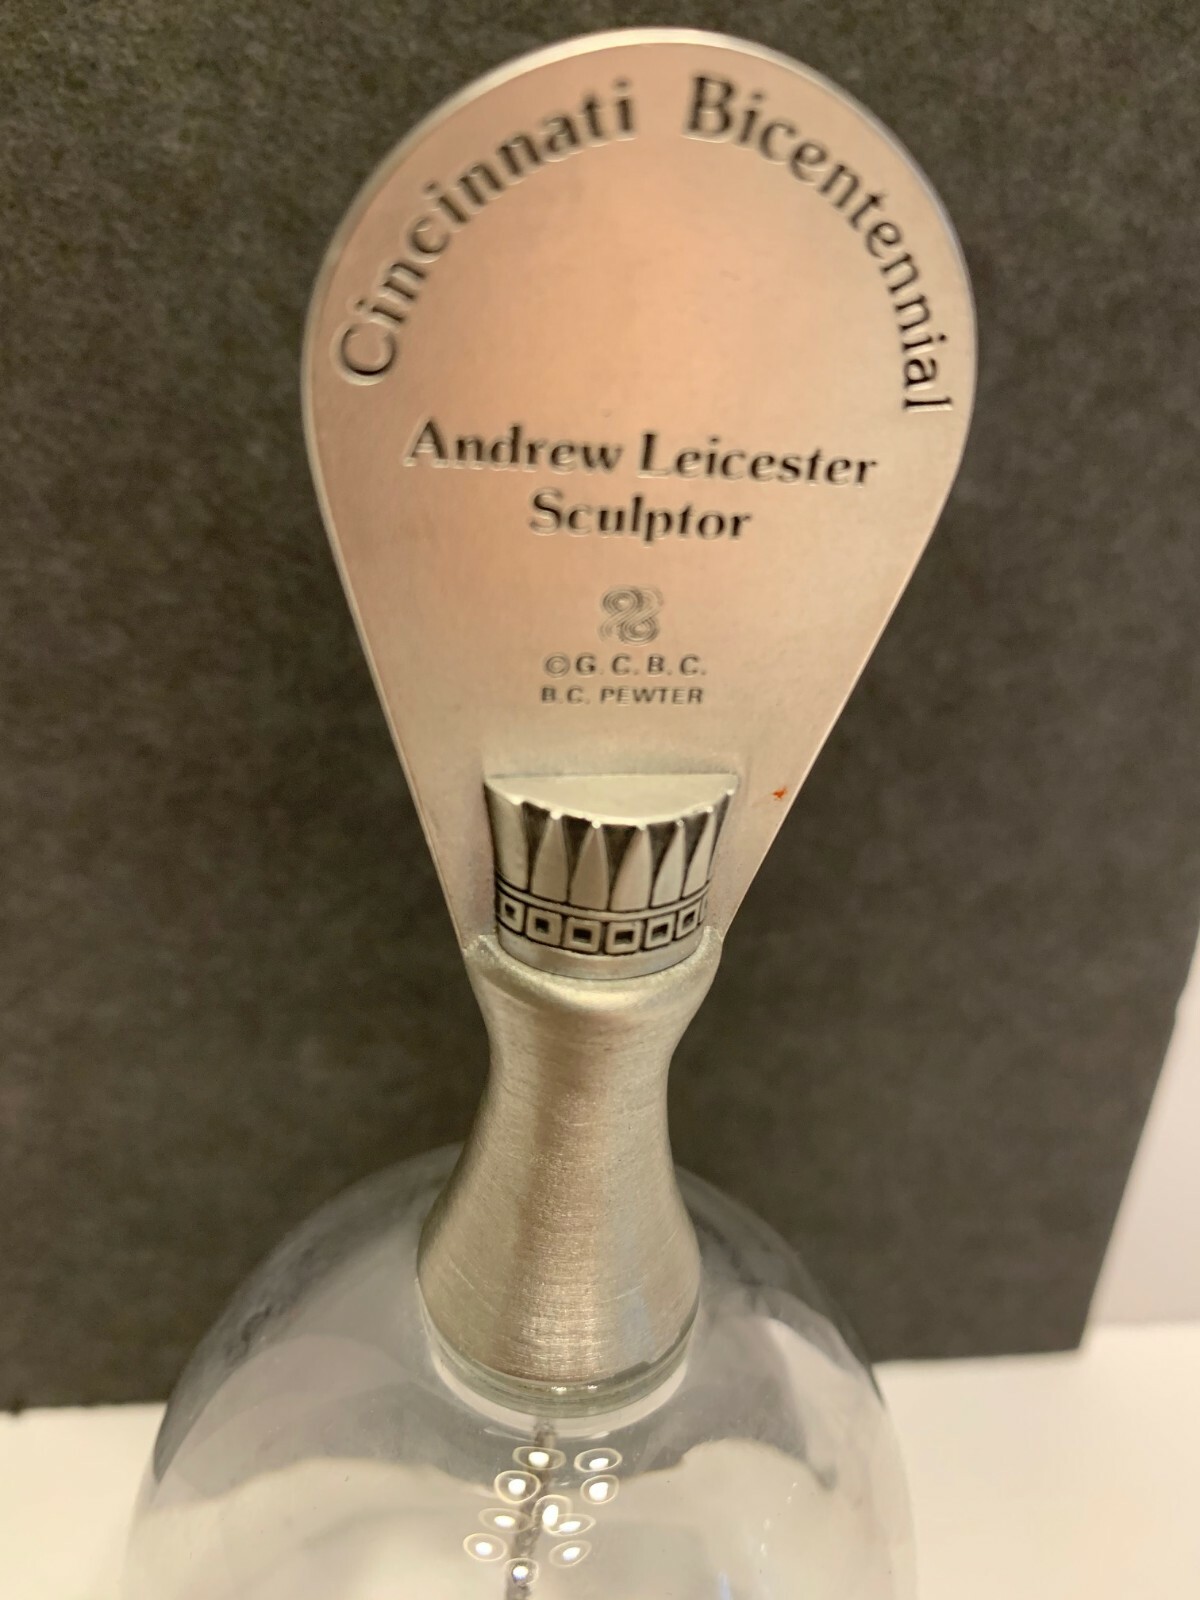 Cincinnati Bicentennial
Andrew Leicester
Sculptor
©G. C. B. C.
B.C. PEWTER